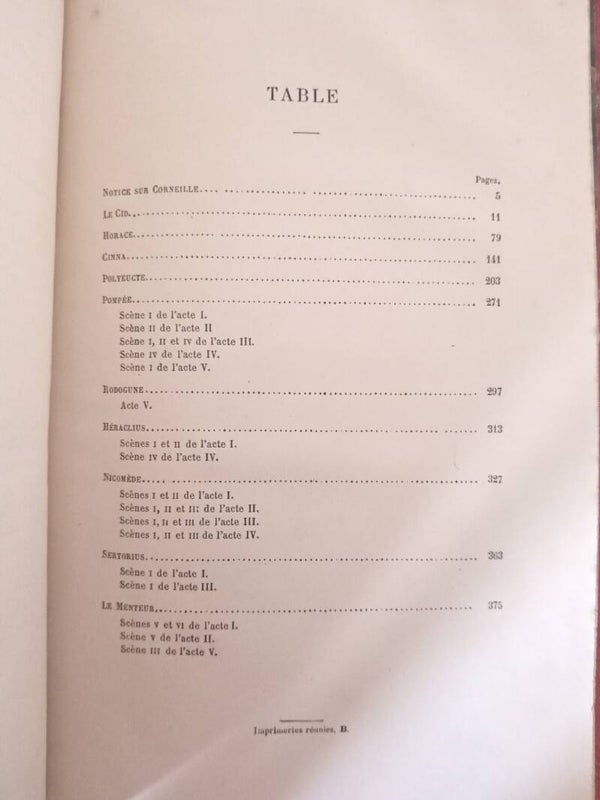 TABLE
Pages.
NOTICE SUR CORNEILLE.... .......................................... 5
LE CID............................................................ 11
HORACE............................................................ 79
CINNA............................................................. 141
POLYEUCTE......................................................... 203
POMPÉE............................................................ 271
Scène I de l'acte I.
Scène II de l'acte II
Scène I, II et IV de l'acte III.
Scène IV de l'acte IV.
Scène I de l'acte V.
RODOGUNE.......................................................... 297
Acte V.
HÉRACLIUS......................................................... 313
Scènes I et II de l'acte I.
Scène IV de l'acte IV.
NICOMÈDE.......................................................... 327
Scènes I et II de l'acte I.
Scènes I, II et II: de l'acte II.
Scènes I, II et III de l'acte III.
Scènes I, II et III de l'acte IV.
SERTORIUS......................................................... 363
Scène I de l'acte I.
Scène I de l'acte III.
LE MENTEUR........................................................ 375
Scènes V et VI de l'acte I.
Scène V de l'acte II.
Scène III de l'acte V.
Imprimeries réunies, B.